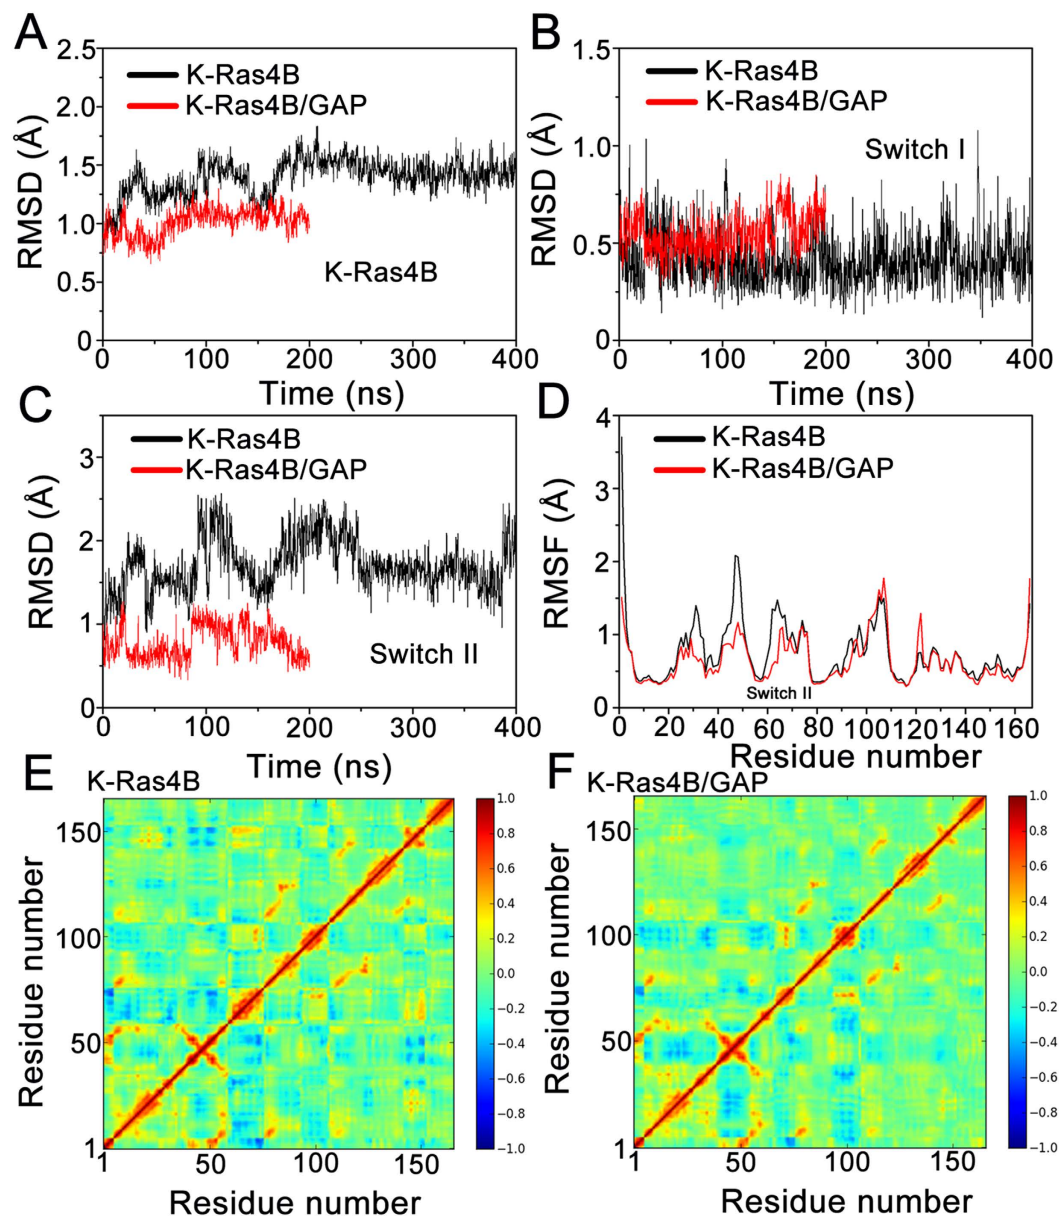 A
RMSD (Å)
2.5
2.0
1.5
1.0
0.5
0
K-Ras4B
K-Ras4B/GAP
K-Ras4B
0
100
200
300
400
Time (ns)
B
RMSD (Å)
1.5
1.0
0.5
0
K-Ras4B
K-Ras4B/GAP
Switch I
0
100
200
300
400
Time (ns)
C
RMSD (Å)
3
2
1
0
K-Ras4B
K-Ras4B/GAP
Switch II
0
100
200
300
400
Time (ns)
D
RMSF (Å)
4
3
2
1
0
K-Ras4B
K-Ras4B/GAP
Switch II
0
20
40
60
80
100
120
140
160
Residue number
E
K-Ras4B
Residue number
150
100
50
1
1
50
100
150
Residue number
1.0
0.8
0.6
0.4
0.2
0.0
−0.2
−0.4
−0.6
−0.8
−1.0
F
K-Ras4B/GAP
Residue number
150
100
50
1
1
50
100
150
Residue number
1.0
0.8
0.6
0.4
0.2
0.0
−0.2
−0.4
−0.6
−0.8
−1.0